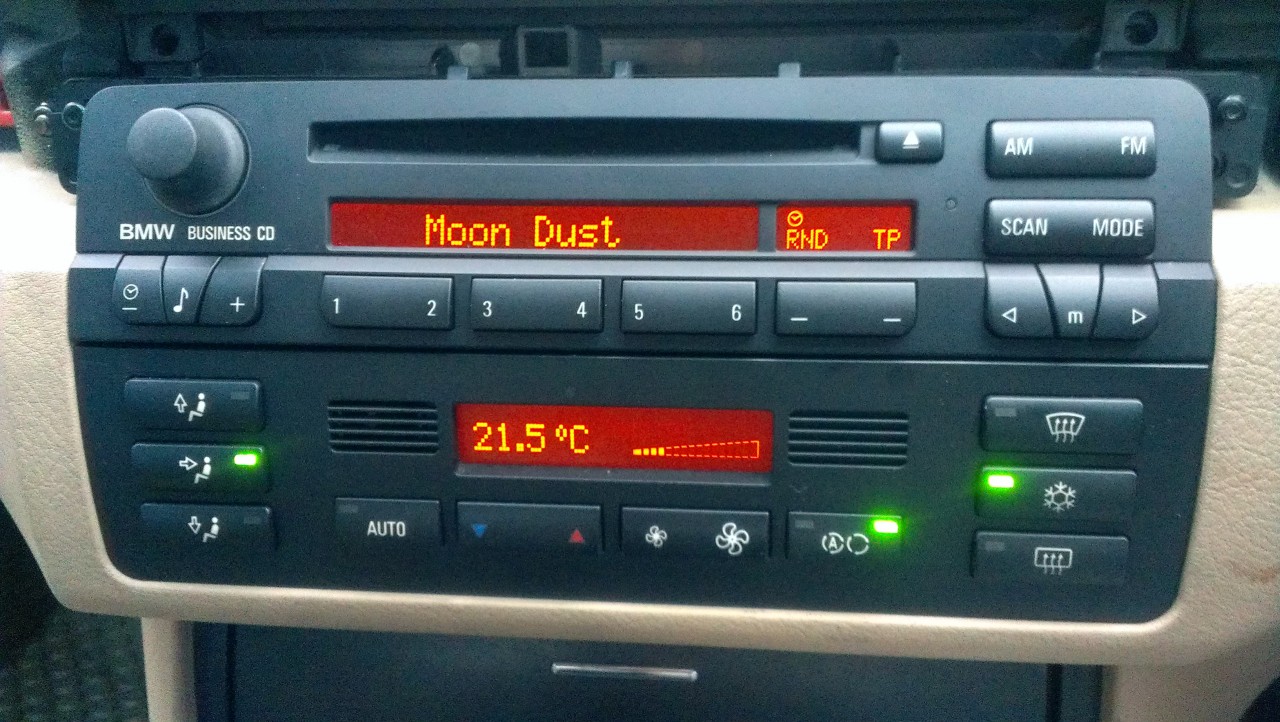 AM FM
BMW BUSINESS CD
Moon Dust
RND TP
SCAN MODE
− + 1 2 3 4 5 6 — — m
21.5 ºC
AUTO
A